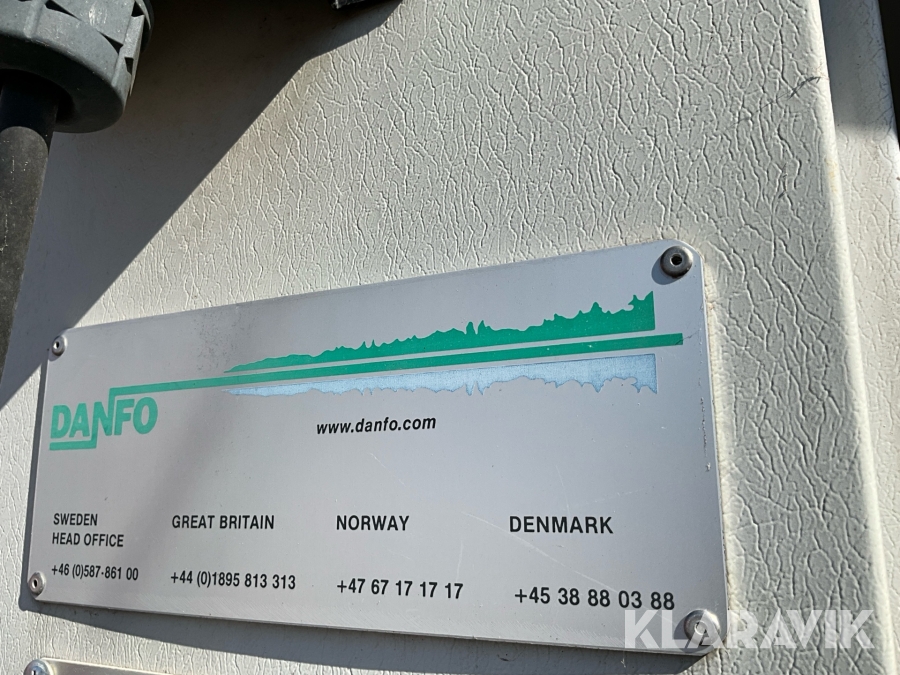 DANFO
www.danfo.com
SWEDEN
HEAD OFFICE
+46 (0)587-861 00
GREAT BRITAIN
+44 (0)1895 813 313
NORWAY
+47 67 17 17 17
DENMARK
+45 38 88 03 88
KLARAVIK